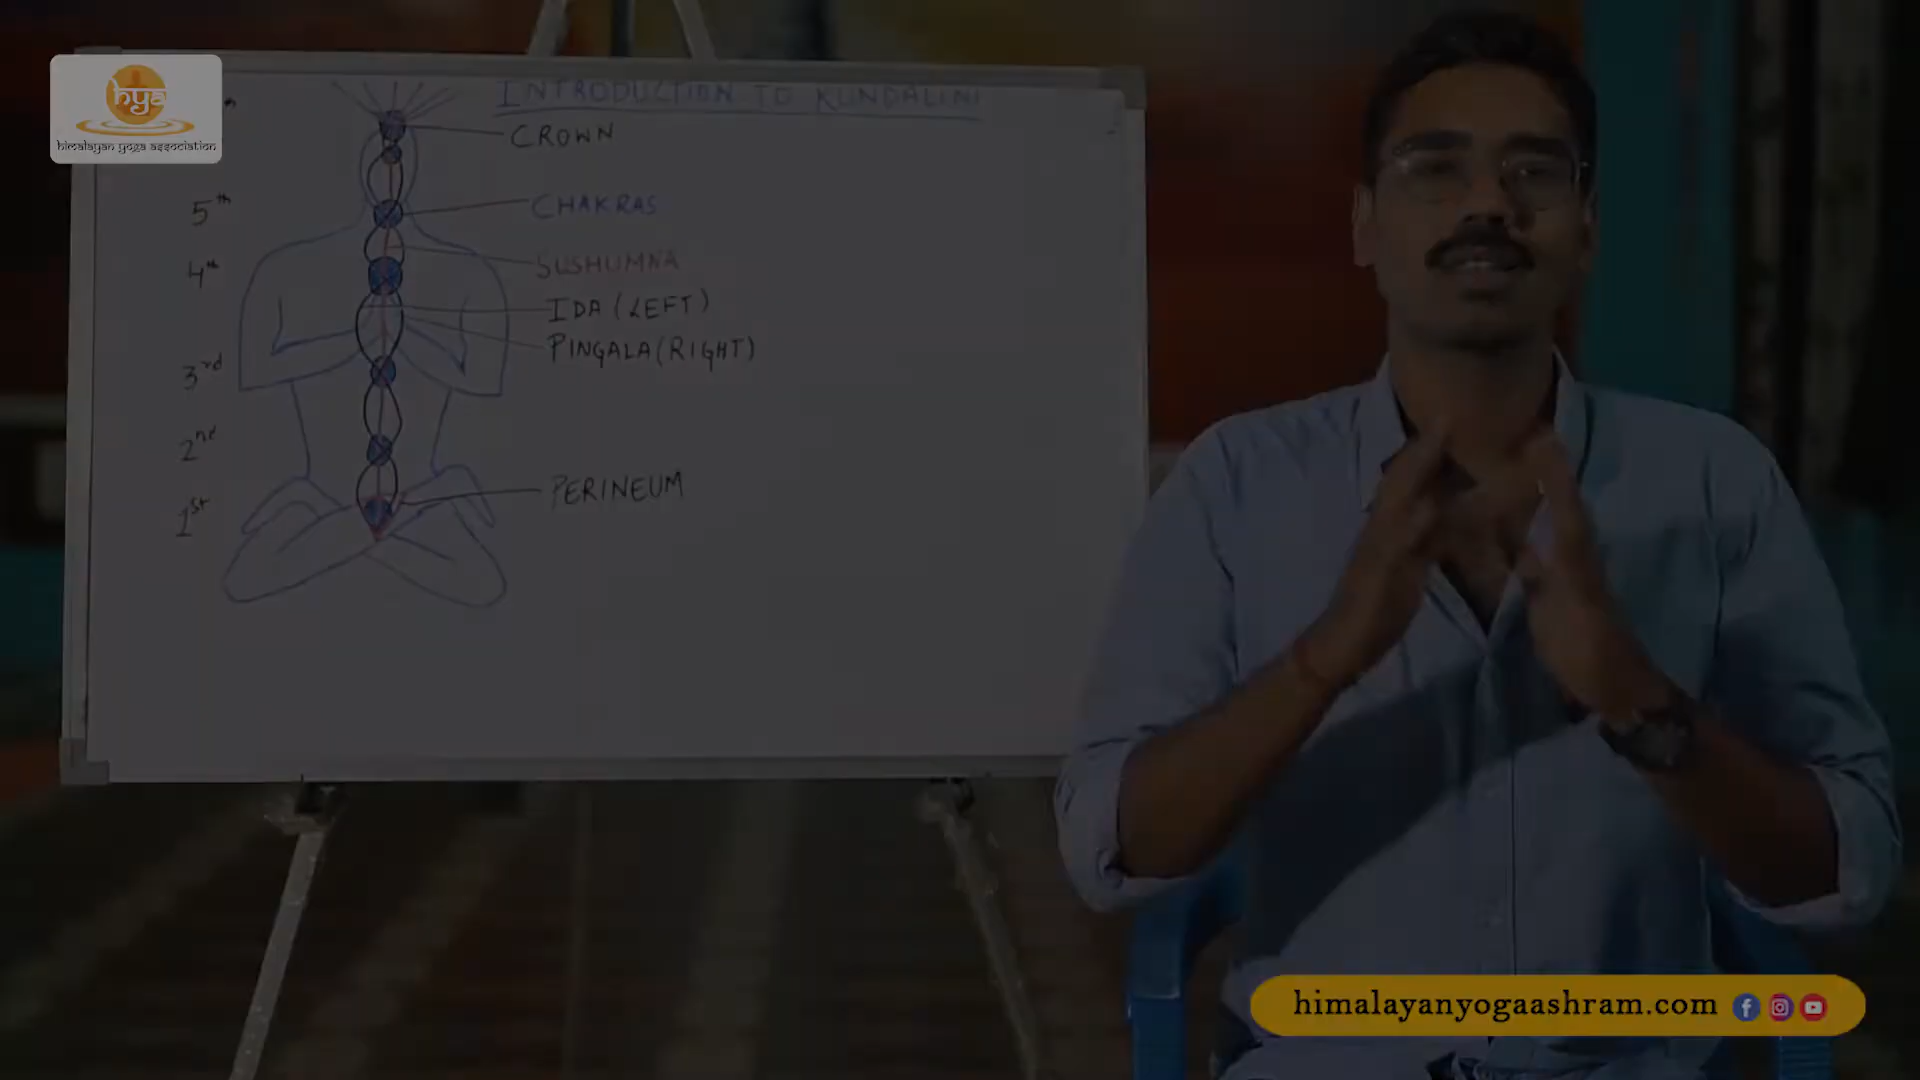 hya
himalayan yoga association
INTRODUCTION TO KUNDALINI
CROWN
5th
CHAKRAS
SUSHUMNA
4th
IDA (LEFT)
PINGALA (RIGHT)
3rd
2nd
PERINEUM
1st
himalayanyogaashram.com